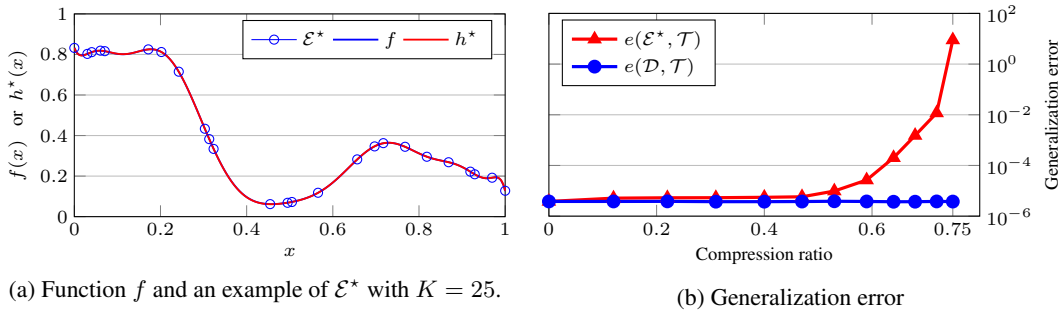 ℰ⋆ f h⋆
f(x) or h⋆(x)
1
0.8
0.6
0.4
0.2
0
0 0.2 0.4 0.6 0.8 1
x
(a) Function f and an example of ℰ⋆ with K = 25.
e(ℰ⋆, 𝒯)
e(𝒟, 𝒯)
10²
10⁰
10⁻²
10⁻⁴
10⁻⁶
Generalization error
0 0.2 0.4 0.6 0.75
Compression ratio
(b) Generalization error